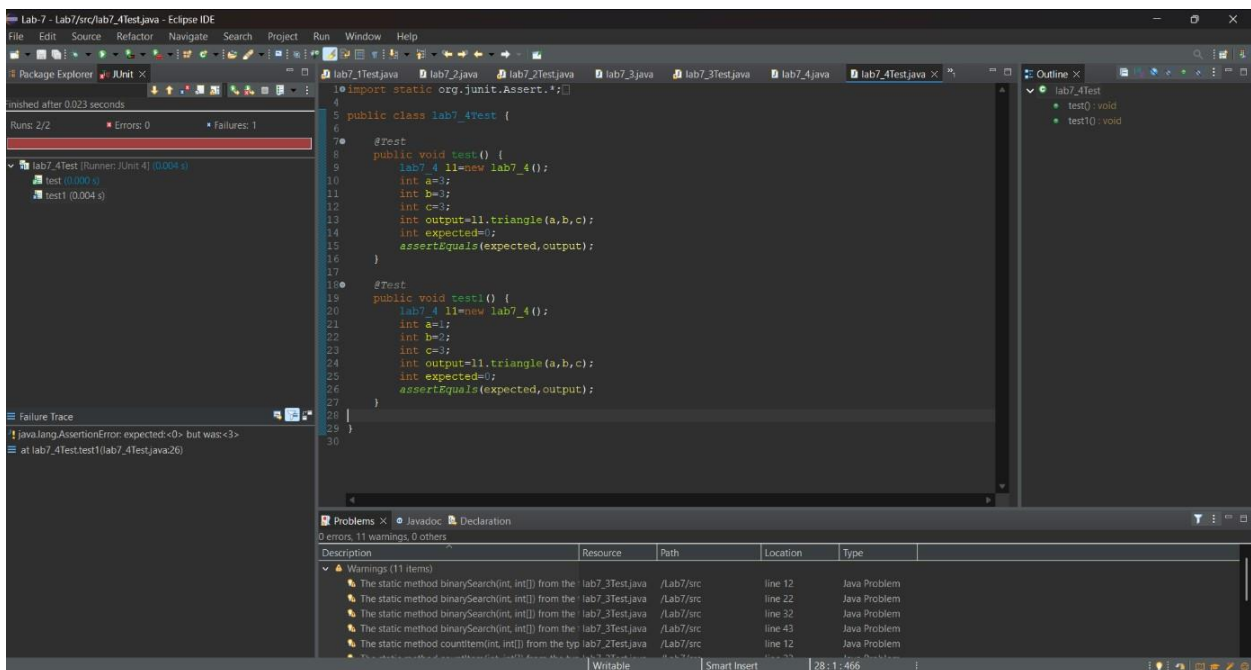 Lab-7 - Lab7/src/lab7_4Test.java - Eclipse IDE
File Edit Source Refactor Navigate Search Project Run Window Help
Package Explorer JUnit
Finished after 0.023 seconds
Runs: 2/2 Errors: 0 Failures: 1
lab7_4Test [Runner: JUnit 4] (0.004 s)
test (0.000 s)
test1 (0.004 s)
Failure Trace
java.lang.AssertionError: expected:<0> but was:<3>
at lab7_4Test.test1(lab7_4Test.java:26)
lab7_1Test.java lab7_2.java lab7_2Test.java lab7_3.java lab7_3Test.java lab7_4.java lab7_4Test.java
1 import static org.junit.Assert.*;
4
5 public class lab7_4Test {
6
7 @Test
8 public void test() {
9 lab7_4 l1=new lab7_4();
10 int a=3;
11 int b=3;
12 int c=3;
13 int output=l1.triangle(a,b,c);
14 int expected=0;
15 assertEquals(expected,output);
16 }
17
18 @Test
19 public void test1() {
20 lab7_4 l1=new lab7_4();
21 int a=1;
22 int b=2;
23 int c=3;
24 int output=l1.triangle(a,b,c);
25 int expected=0;
26 assertEquals(expected,output);
27 }
28
29 }
30
Outline
lab7_4Test
test() : void
test1() : void
Problems Javadoc Declaration
0 errors, 11 warnings, 0 others
Description Resource Path Location Type
Warnings (11 items)
The static method binarySearch(int, int[]) from the lab7_3Test.java /Lab7/src line 12 Java Problem
The static method binarySearch(int, int[]) from the lab7_3Test.java /Lab7/src line 22 Java Problem
The static method binarySearch(int, int[]) from the lab7_3Test.java /Lab7/src line 32 Java Problem
The static method binarySearch(int, int[]) from the lab7_3Test.java /Lab7/src line 43 Java Problem
The static method countItem(int, int[]) from the typ lab7_2Test.java /Lab7/src line 12 Java Problem
Writable Smart Insert 28 : 1 : 466